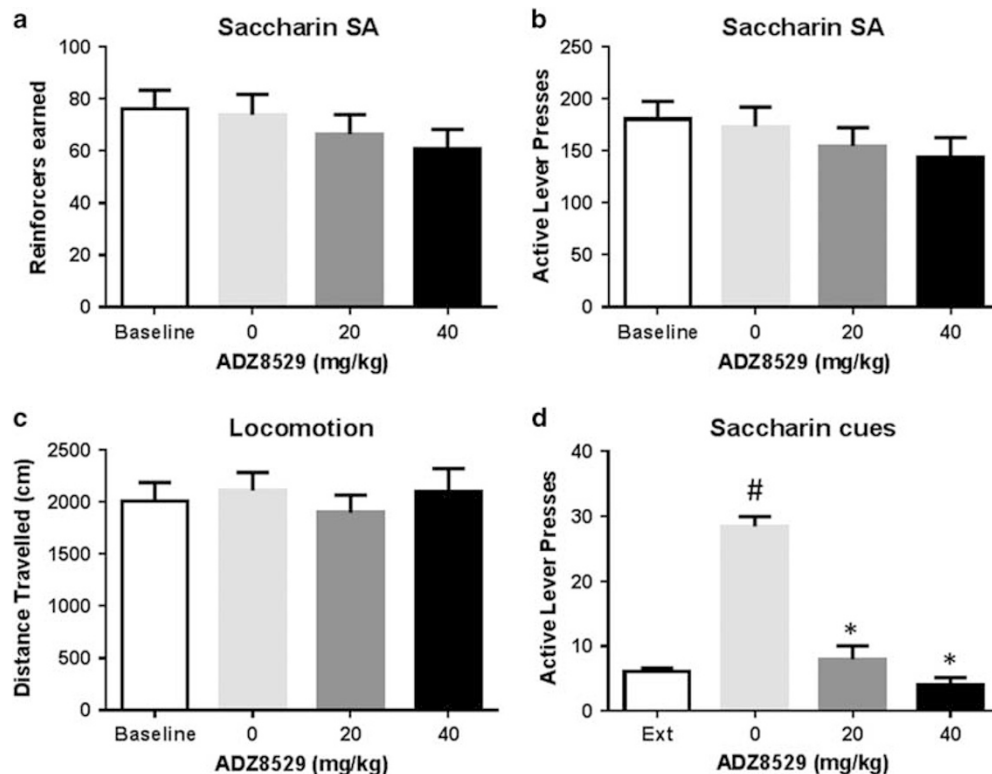 a
Saccharin SA
Reinforcers earned
100
80
60
40
20
0
Baseline 0 20 40
ADZ8529 (mg/kg)
b
Saccharin SA
Active Lever Presses
250
200
150
100
50
0
Baseline 0 20 40
ADZ8529 (mg/kg)
c
Locomotion
Distance Travelled (cm)
2500
2000
1500
1000
500
0
Baseline 0 20 40
ADZ8529 (mg/kg)
d
Saccharin cues
Active Lever Presses
40
30
20
10
0
#
*
*
Ext 0 20 40
ADZ8529 (mg/kg)